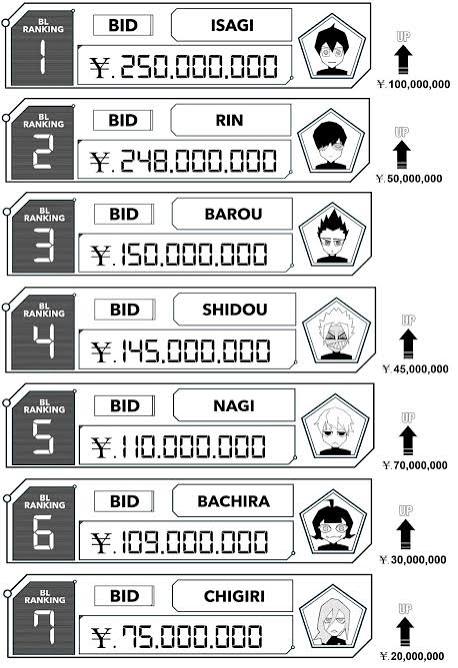 BL
RANKING
1
BID
ISAGI
¥.250.000.000
UP
¥.100,000,000
BL
RANKING
2
BID
RIN
¥.248.000.000
UP
¥.50,000,000
BL
RANKING
3
BID
BAROU
¥.150.000.000
BL
RANKING
4
BID
SHIDOU
¥.145.000.000
UP
¥.45,000,000
BL
RANKING
5
BID
NAGI
¥.110.000.000
UP
¥.70,000,000
BL
RANKING
6
BID
BACHIRA
¥.109.000.000
UP
¥.30,000,000
BL
RANKING
7
BID
CHIGIRI
¥.75.000.000
UP
¥.20,000,000